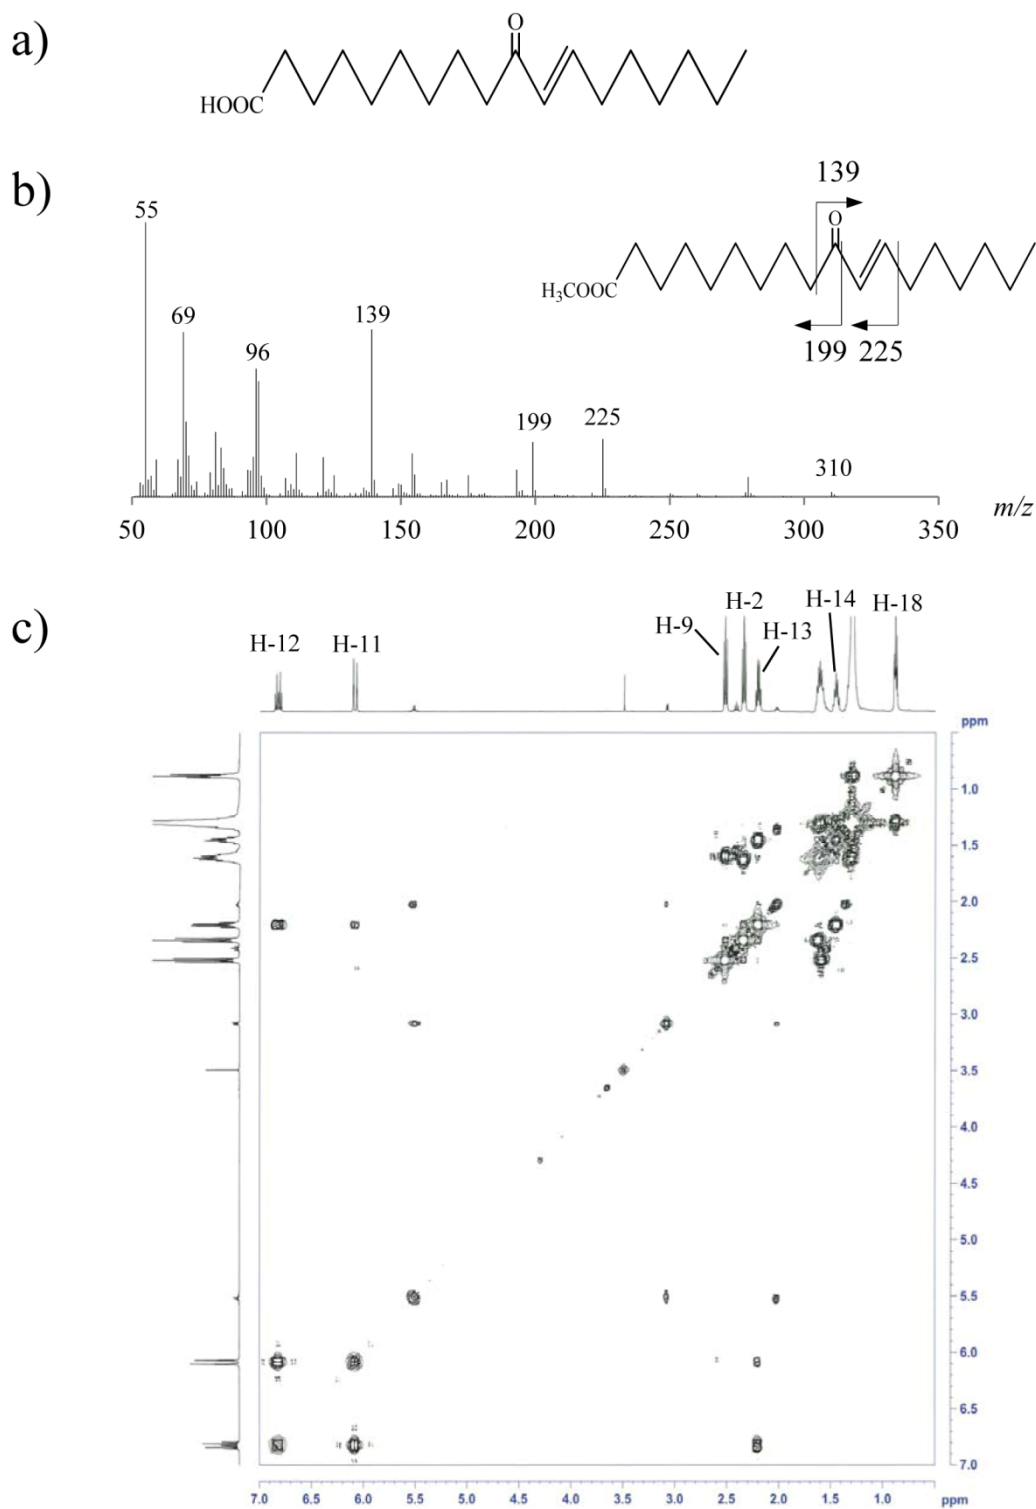 a)
O
HOOC
b)
139
O
H3COOC
199 225
55
69
96
139
199
225
310
50 100 150 200 250 300 350
m/z
c)
H-12
H-11
H-9
H-2
H-13
H-14
H-18
ppm
1.0
1.5
2.0
2.5
3.0
3.5
4.0
4.5
5.0
5.5
6.0
6.5
7.0
7.0 6.5 6.0 5.5 5.0 4.5 4.0 3.5 3.0 2.5 2.0 1.5 1.0 ppm